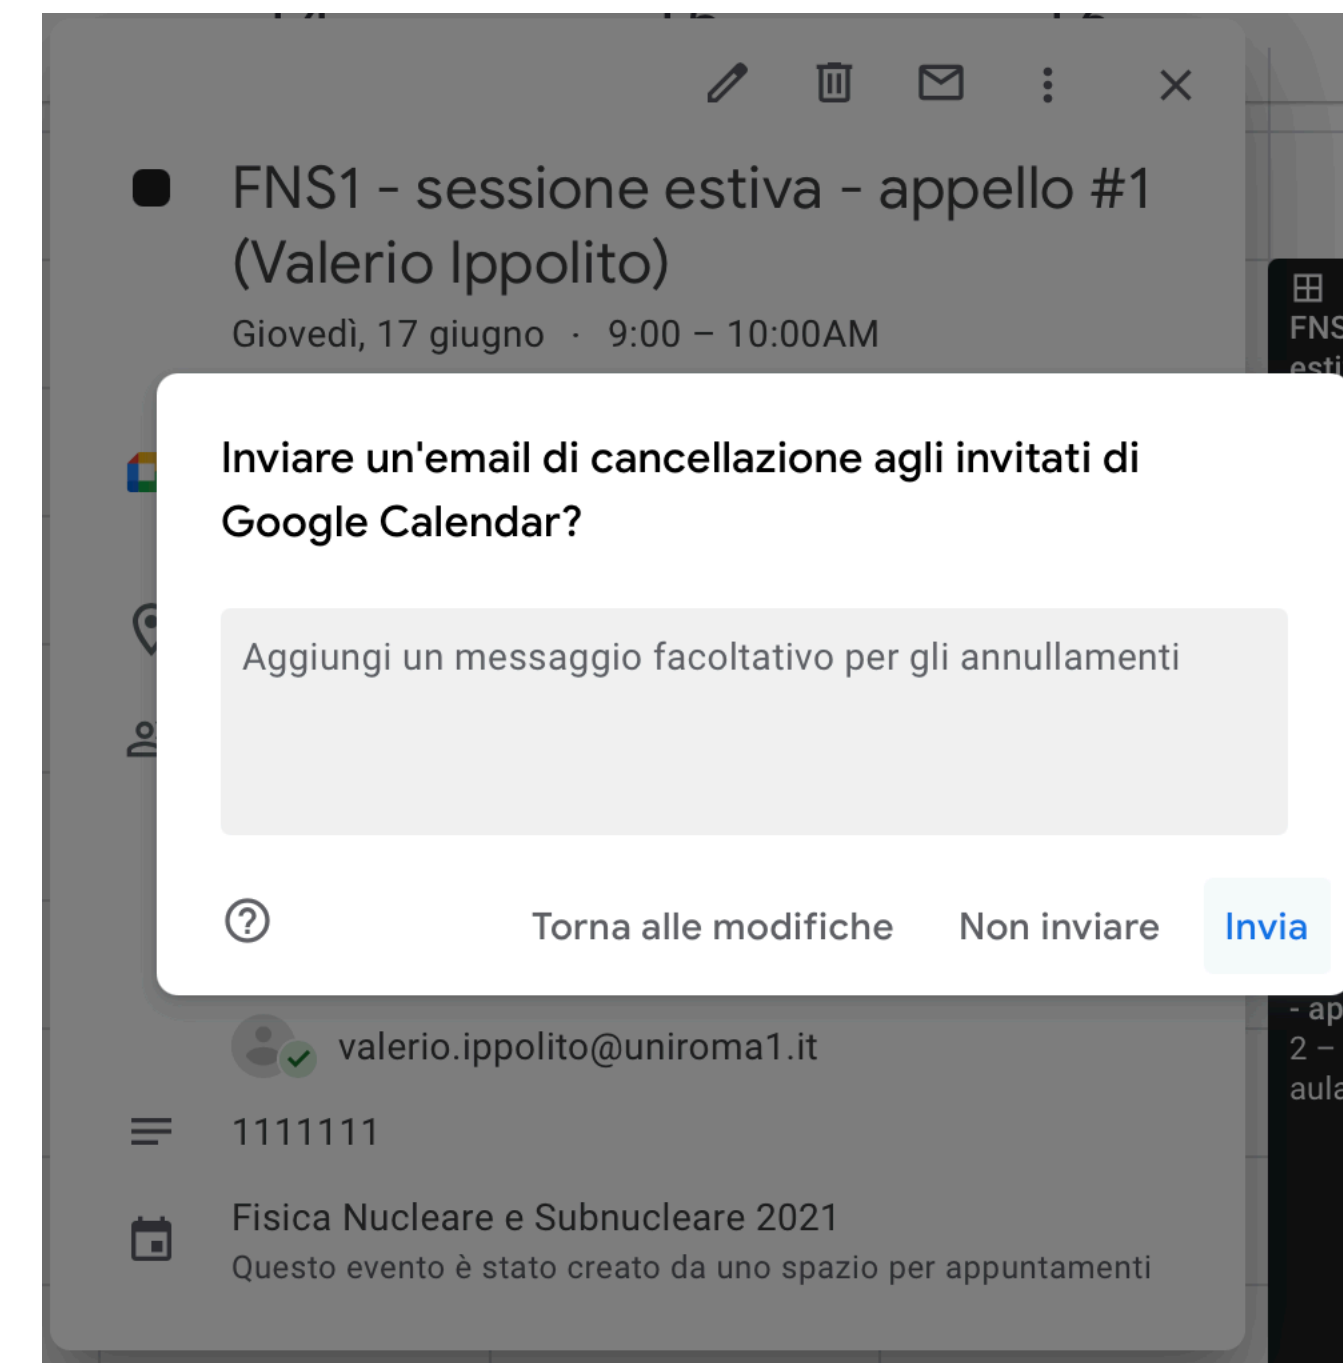 FNS1 - sessione estiva - appello #1
(Valerio Ippolito)
Giovedì, 17 giugno · 9:00 – 10:00AM
FNS
esti
Inviare un'email di cancellazione agli invitati di
Google Calendar?
Aggiungi un messaggio facoltativo per gli annullamenti
Torna alle modifiche
Non inviare
Invia
- ap
2 –
aula
valerio.ippolito@uniroma1.it
1111111
Fisica Nucleare e Subnucleare 2021
Questo evento è stato creato da uno spazio per appuntamenti